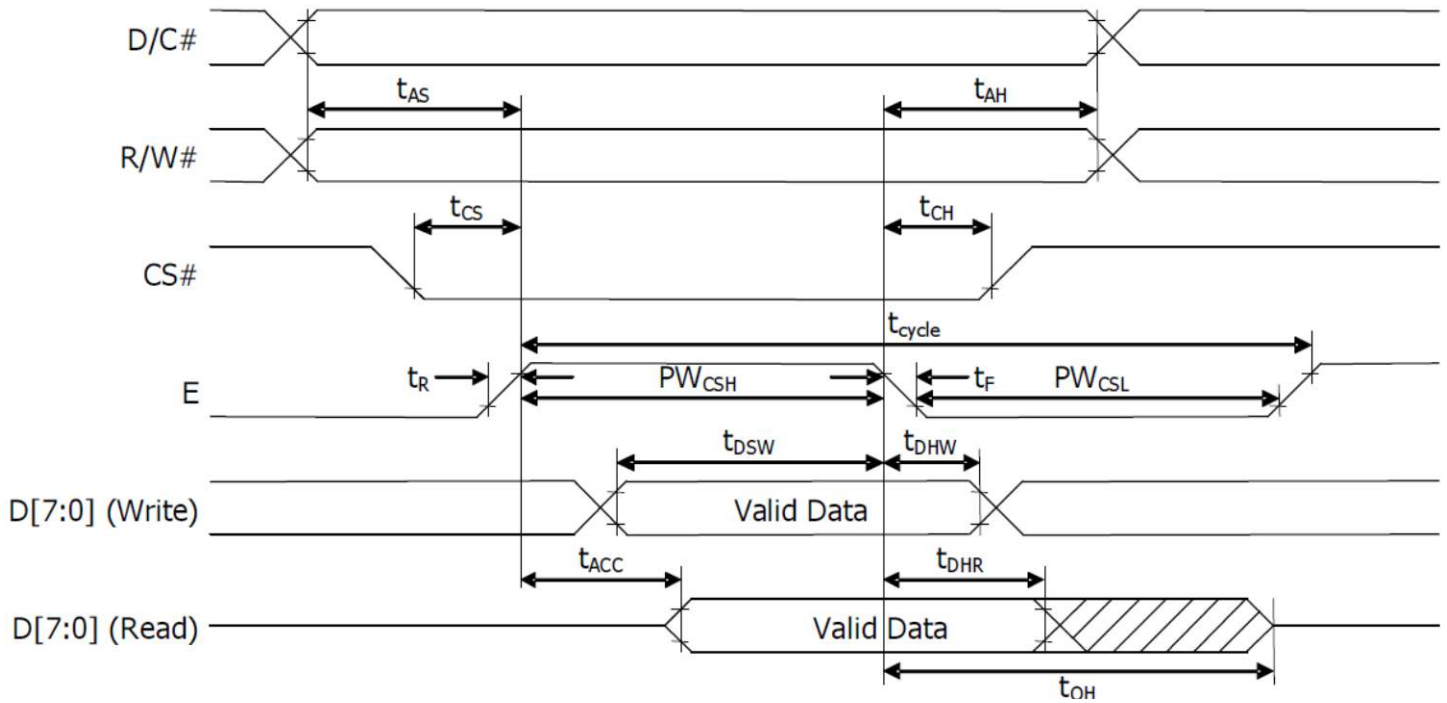 D/C#
tAS
tAH
R/W#
tCS
tCH
CS#
tcycle
tR
PWCSH
tF
PWCSL
E
tDSW
tDHW
D[7:0] (Write)
Valid Data
tACC
tDHR
D[7:0] (Read)
Valid Data
tOH